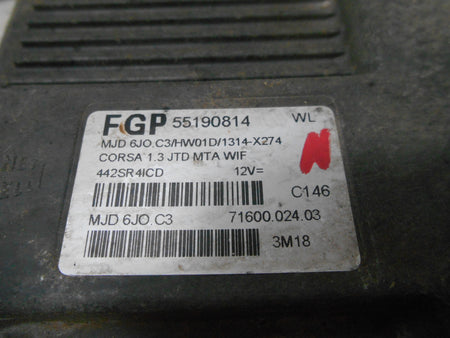 FGP 55190814 WL
MJD 6JO.C3/HW01D/1314-X274
CORSA 1.3 JTD MTA WIF
442SR4ICD 12V=
C146
MJD 6JO.C3 71600.024.03
3M18